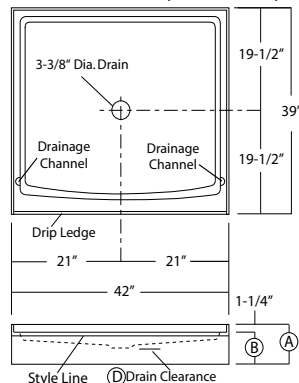 19-1/2"
3-3/8" Dia. Drain
39"
Drainage
Channel
Drainage
Channel
19-1/2"
Drip Ledge
21"
21"
42"
1-1/4"
B
A
Style Line
D Drain Clearance